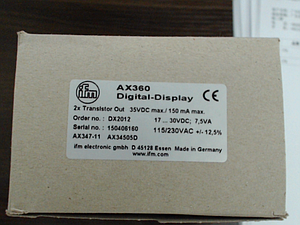 ifm
AX360
Digital-Display
CE
2x Transistor Out 35VDC max./ 150 mA max.
Order no. : DX2012 17 ... 30VDC; 7,5VA
Serial no. : 150406160 115/230VAC +/- 12,5%
AX347-11 AX34505D
ifm electronic gmbh D 45128 Essen Made in Germany
www.ifm.com